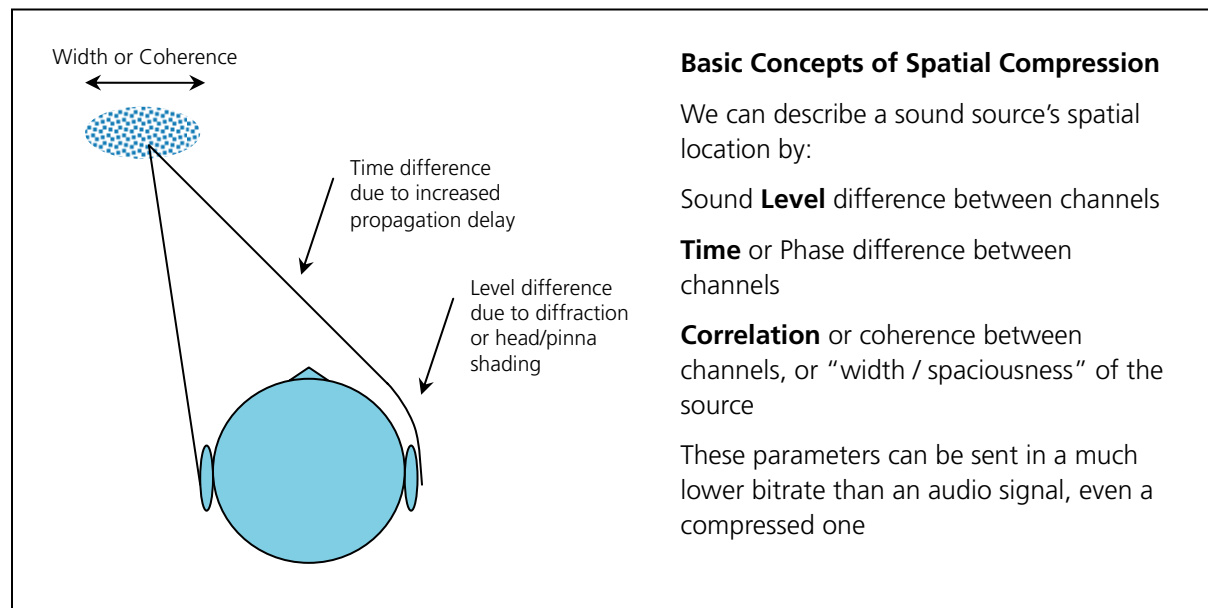 Width or Coherence
Time difference
due to increased
propagation delay
Level difference
due to diffraction
or head/pinna
shading
Basic Concepts of Spatial Compression
We can describe a sound source’s spatial
location by:
Sound Level difference between channels
Time or Phase difference between
channels
Correlation or coherence between
channels, or “width / spaciousness” of the
source
These parameters can be sent in a much
lower bitrate than an audio signal, even a
compressed one